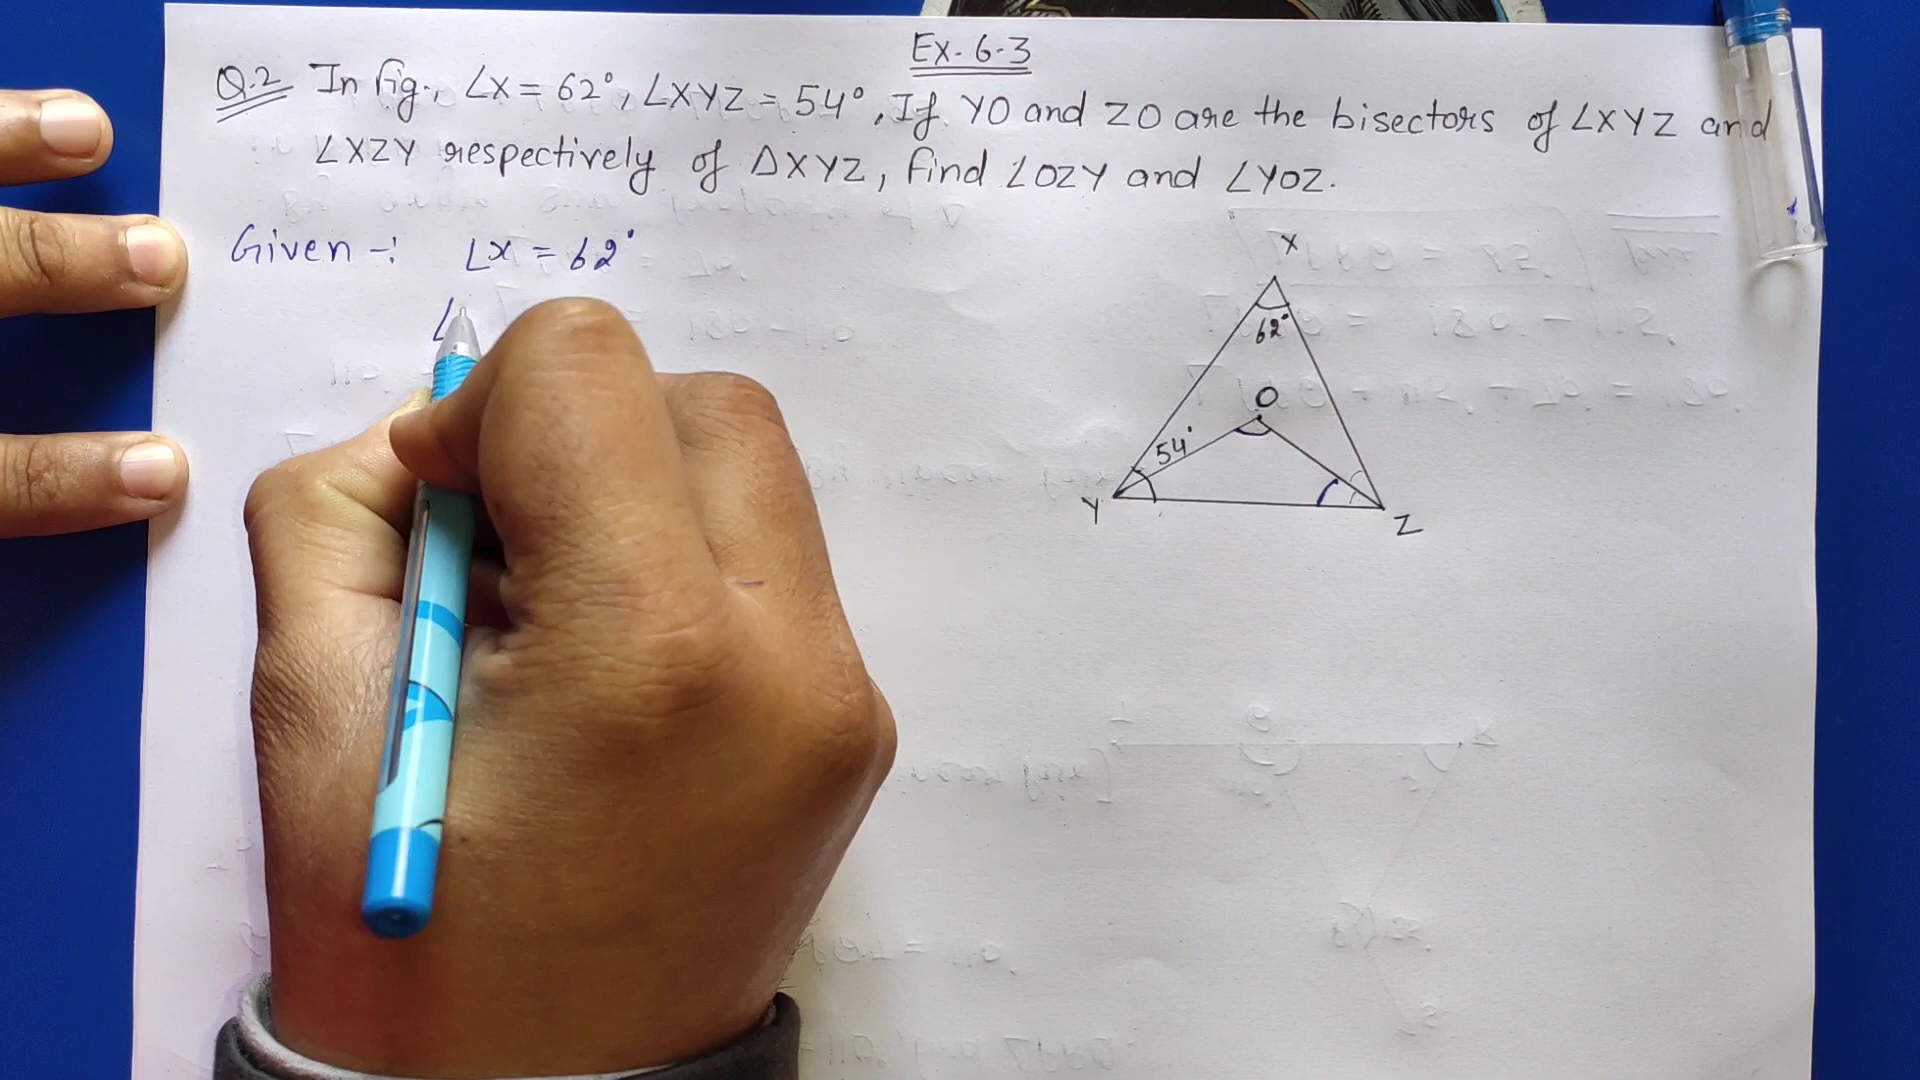 Ex. 6.3
Q.2 In fig., ∠X = 62°, ∠XYZ = 54°, If YO and ZO are the bisectors of ∠XYZ and
∠XZY respectively of △XYZ, find ∠OZY and ∠YOZ.
Given -: ∠x = 62°
∠
X
62°
O
54°
Y
Z